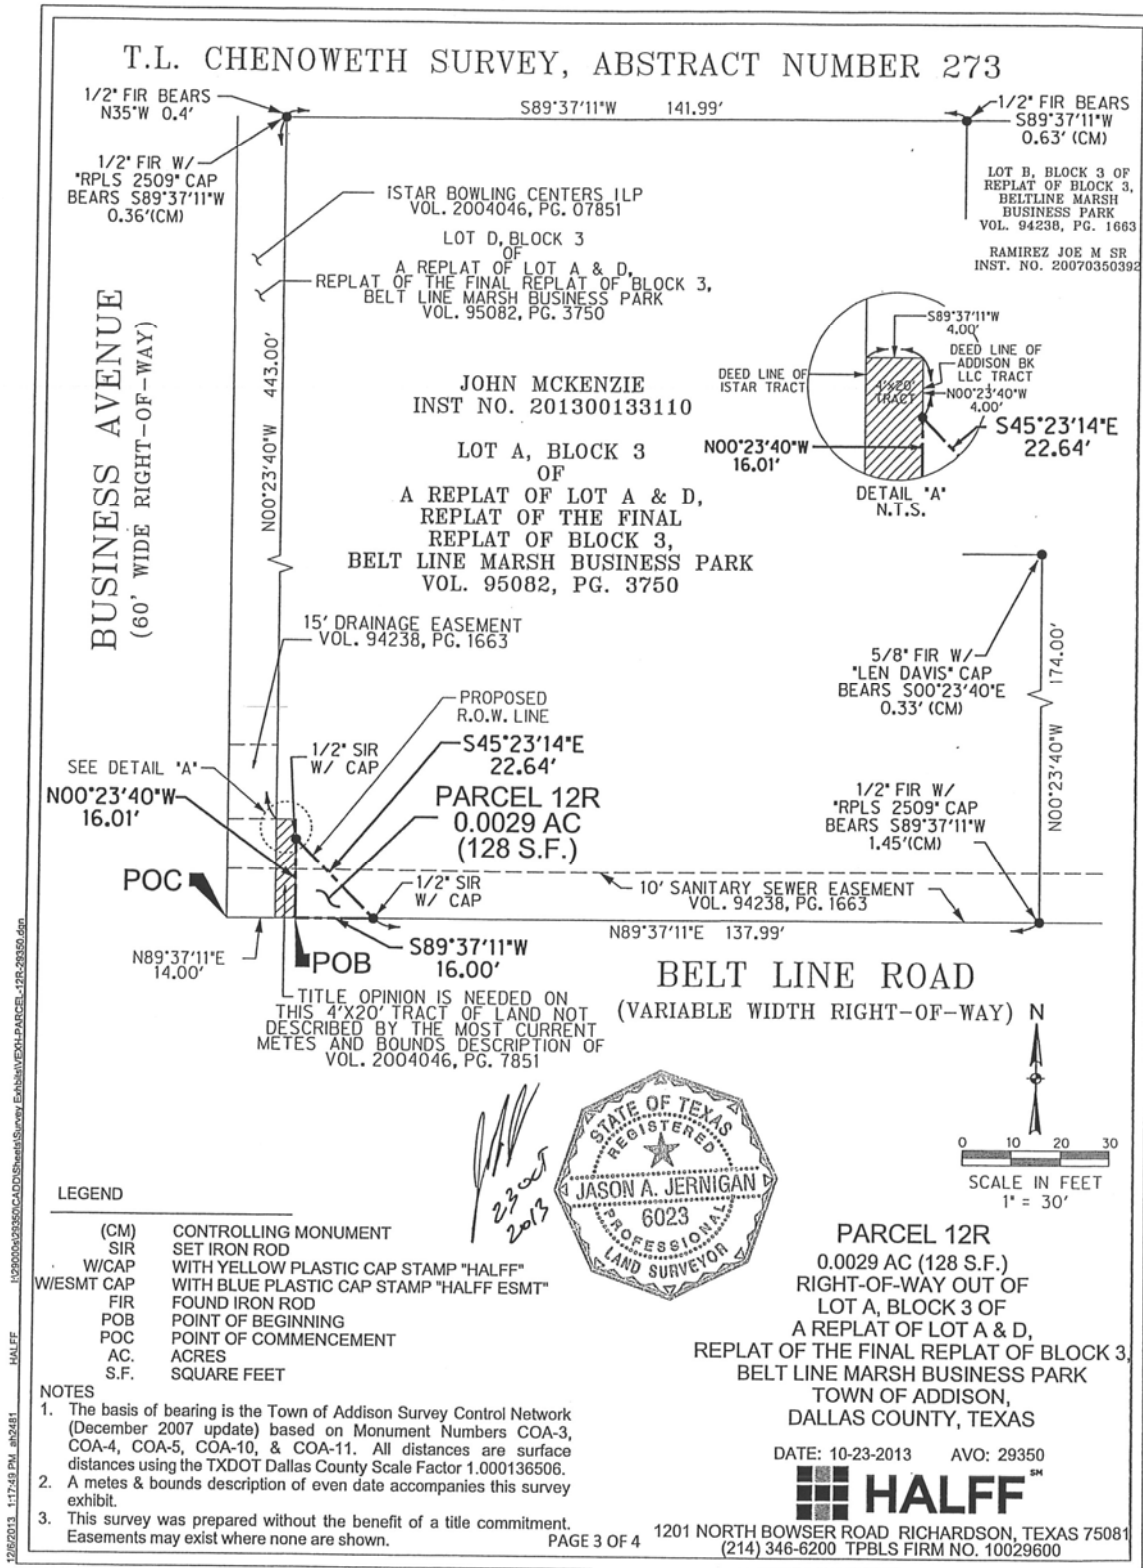 T.L. CHENOWETH SURVEY, ABSTRACT NUMBER 273
1/2" FIR BEARS
N35°W 0.4'
S89°37'11"W 141.99'
1/2" FIR BEARS
S89°37'11"W
0.63' (CM)
1/2" FIR W/
"RPLS 2509" CAP
BEARS S89°37'11"W
0.36'(CM)
LOT B, BLOCK 3 OF
REPLAT OF BLOCK 3,
BELTLINE MARSH
BUSINESS PARK
VOL. 94238, PG. 1663
RAMIREZ JOE M SR
INST. NO. 20070350392
ISTAR BOWLING CENTERS I LP
VOL. 2004046, PG. 07851
LOT D, BLOCK 3
OF
A REPLAT OF LOT A & D,
REPLAT OF THE FINAL REPLAT OF BLOCK 3,
BELT LINE MARSH BUSINESS PARK
VOL. 95082, PG. 3750
BUSINESS AVENUE
(60' WIDE RIGHT-OF-WAY)
N00°23'40"W 443.00'
JOHN MCKENZIE
INST NO. 201300133110
LOT A, BLOCK 3
OF
A REPLAT OF LOT A & D,
REPLAT OF THE FINAL
REPLAT OF BLOCK 3,
BELT LINE MARSH BUSINESS PARK
VOL. 95082, PG. 3750
S89°37'11"W
4.00'
DEED LINE OF
ADDISON BK
LLC TRACT
DEED LINE OF
ISTAR TRACT
4'X20'
TRACT
N00°23'40"W
4.00'
S45°23'14"E
22.64'
N00°23'40"W
16.01'
DETAIL "A"
N.T.S.
15' DRAINAGE EASEMENT
VOL. 94238, PG. 1663
5/8" FIR W/
"LEN DAVIS" CAP
BEARS S00°23'40"E
0.33' (CM)
N00°23'40"W 174.00'
PROPOSED
R.O.W. LINE
1/2" SIR
W/ CAP
S45°23'14"E
22.64'
SEE DETAIL "A"
N00°23'40"W
16.01'
PARCEL 12R
0.0029 AC
(128 S.F.)
1/2" FIR W/
"RPLS 2509" CAP
BEARS S89°37'11"W
1.45'(CM)
POC
1/2" SIR
W/ CAP
10' SANITARY SEWER EASEMENT
VOL. 94238, PG. 1663
N89°37'11"E
14.00'
POB
S89°37'11"W
16.00'
N89°37'11"E 137.99'
BELT LINE ROAD
(VARIABLE WIDTH RIGHT-OF-WAY)
TITLE OPINION IS NEEDED ON
THIS 4'X20' TRACT OF LAND NOT
DESCRIBED BY THE MOST CURRENT
METES AND BOUNDS DESCRIPTION OF
VOL. 2004046, PG. 7851
N
0 10 20 30
SCALE IN FEET
1" = 30'
23 OCT
2013
STATE OF TEXAS
REGISTERED
JASON A. JERNIGAN
6023
PROFESSIONAL
LAND SURVEYOR
LEGEND
(CM) CONTROLLING MONUMENT
SIR SET IRON ROD
W/CAP WITH YELLOW PLASTIC CAP STAMP "HALFF"
W/ESMT CAP WITH BLUE PLASTIC CAP STAMP "HALFF ESMT"
FIR FOUND IRON ROD
POB POINT OF BEGINNING
POC POINT OF COMMENCEMENT
AC. ACRES
S.F. SQUARE FEET
NOTES
1. The basis of bearing is the Town of Addison Survey Control Network
(December 2007 update) based on Monument Numbers COA-3,
COA-4, COA-5, COA-10, & COA-11. All distances are surface
distances using the TXDOT Dallas County Scale Factor 1.000136506.
2. A metes & bounds description of even date accompanies this survey
exhibit.
3. This survey was prepared without the benefit of a title commitment.
Easements may exist where none are shown.
PAGE 3 OF 4
PARCEL 12R
0.0029 AC (128 S.F.)
RIGHT-OF-WAY OUT OF
LOT A, BLOCK 3 OF
A REPLAT OF LOT A & D,
REPLAT OF THE FINAL REPLAT OF BLOCK 3,
BELT LINE MARSH BUSINESS PARK
TOWN OF ADDISON,
DALLAS COUNTY, TEXAS
DATE: 10-23-2013 AVO: 29350
HALFF SM
1201 NORTH BOWSER ROAD RICHARDSON, TEXAS 75081
(214) 346-6200 TPBLS FIRM NO. 10029600
12/6/2013 1:17:49 PM ah2481 HALFF I:\29000s\29350\CADD\Sheets\Survey Exhibits\VEXH-PARCEL-12R-29350.dgn